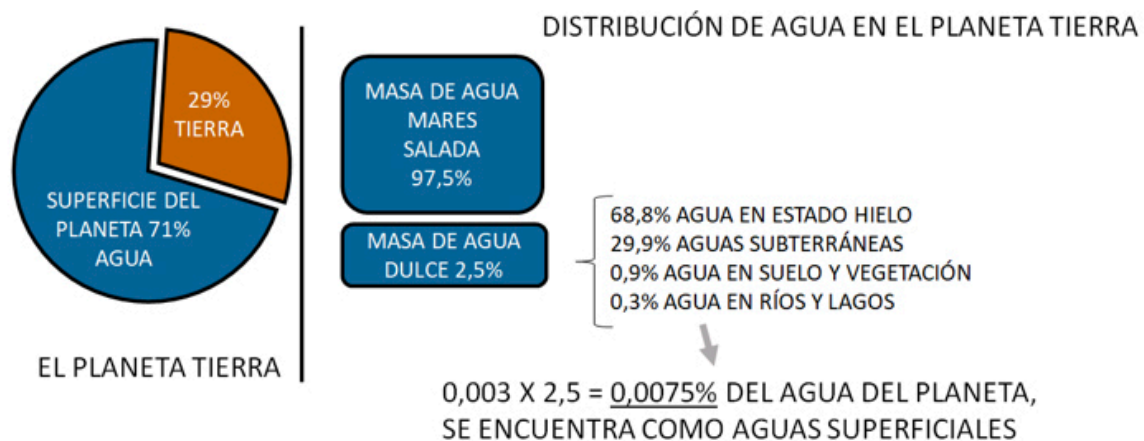 DISTRIBUCIÓN DE AGUA EN EL PLANETA TIERRA
29%
TIERRA
SUPERFICIE DEL
PLANETA 71%
AGUA
EL PLANETA TIERRA
MASA DE AGUA
MARES
SALADA
97,5%
MASA DE AGUA
DULCE 2,5%
68,8% AGUA EN ESTADO HIELO
29,9% AGUAS SUBTERRÁNEAS
0,9% AGUA EN SUELO Y VEGETACIÓN
0,3% AGUA EN RÍOS Y LAGOS
0,003 X 2,5 = 0,0075% DEL AGUA DEL PLANETA,
SE ENCUENTRA COMO AGUAS SUPERFICIALES